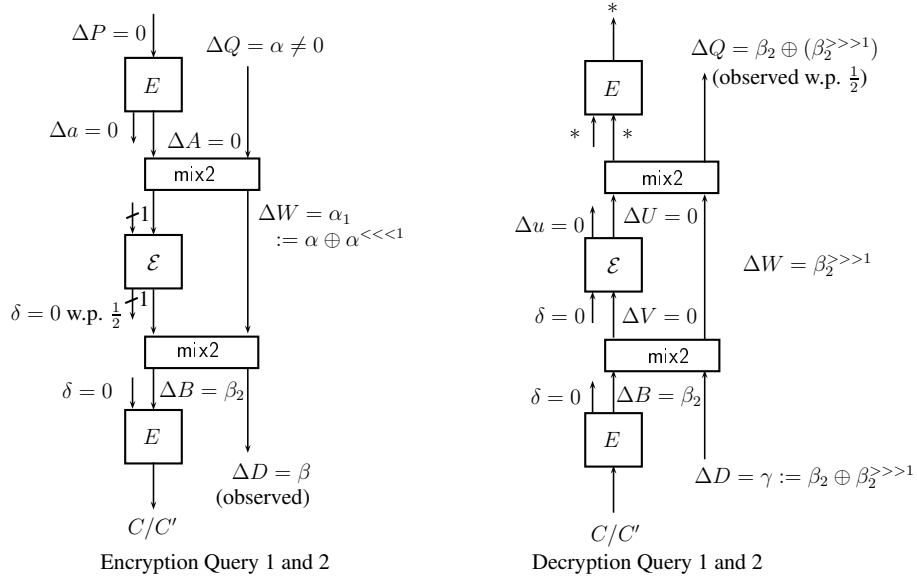 ΔP = 0
ΔQ = α ≠ 0
E
Δa = 0
ΔA = 0
mix2
1
ΔW = α₁
:= α ⊕ α^{<<<1}
ℰ
1
δ = 0 w.p. 1/2
mix2
δ = 0
ΔB = β₂
E
ΔD = β
(observed)
C/C′
Encryption Query 1 and 2
*
ΔQ = β₂ ⊕ (β₂^{>>>1})
(observed w.p. 1/2)
E
*
*
mix2
Δu = 0
ΔU = 0
ℰ
ΔW = β₂^{>>>1}
δ = 0
ΔV = 0
mix2
δ = 0
ΔB = β₂
E
ΔD = γ := β₂ ⊕ β₂^{>>>1}
C/C′
Decryption Query 1 and 2